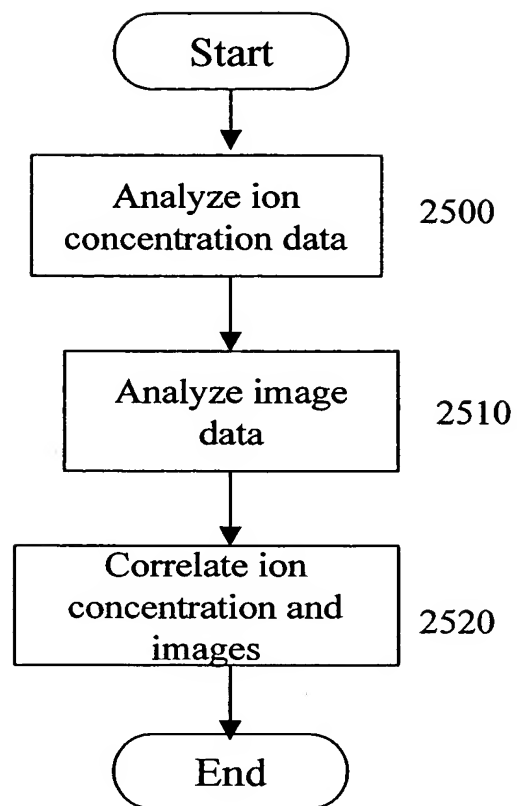 Start
Analyze ion
concentration data
2500
Analyze image
data
2510
Correlate ion
concentration and
images
2520
End